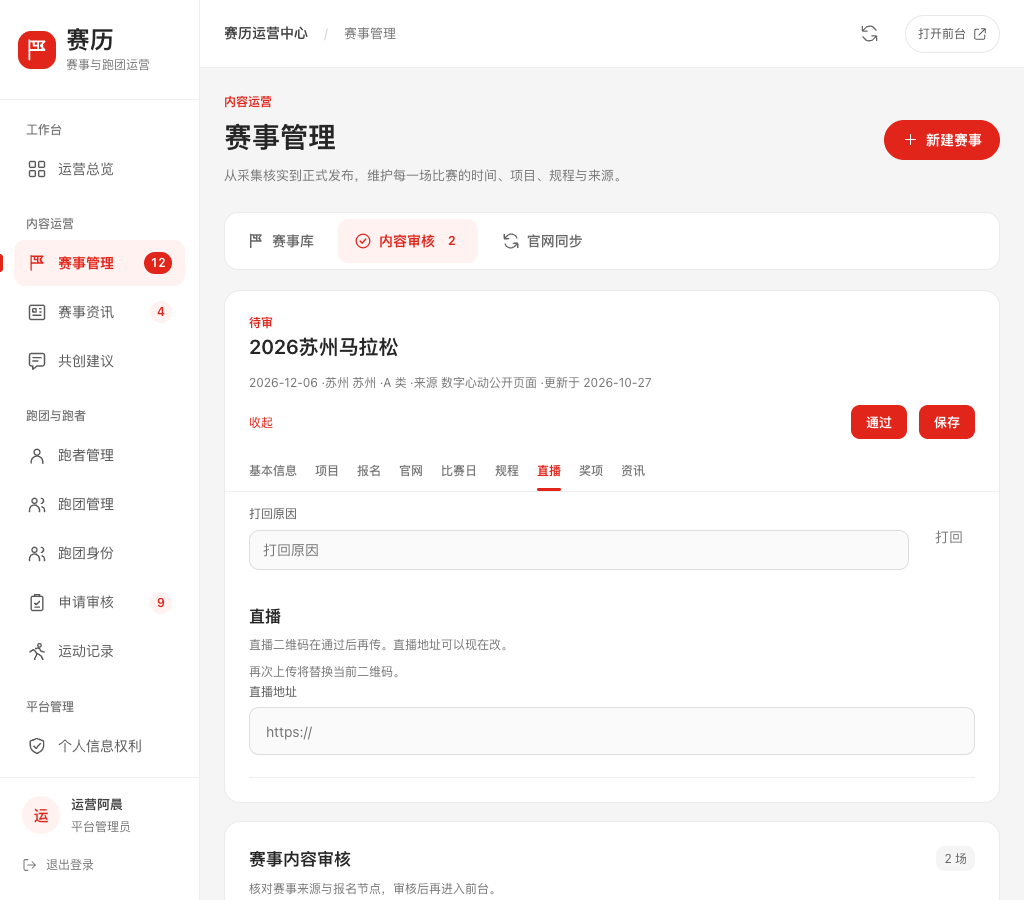 赛历
赛事与跑团运营
工作台
运营总览
内容运营
赛事管理 12
赛事资讯 4
共创建议
跑团与跑者
跑者管理
跑团管理
跑团身份
申请审核 9
运动记录
平台管理
个人信息权利
运 运营阿晨
平台管理员
退出登录
赛历运营中心 / 赛事管理
打开前台
内容运营
赛事管理
从采集核实到正式发布，维护每一场比赛的时间、项目、规程与来源。
新建赛事
赛事库 内容审核 2 官网同步
待审
2026苏州马拉松
2026-12-06 ·苏州 苏州 ·A 类 ·来源 数字心动公开页面 ·更新于 2026-10-27
收起 通过 保存
基本信息 项目 报名 官网 比赛日 规程 直播 奖项 资讯
打回原因
打回原因 打回
直播
直播二维码在通过后再传。直播地址可以现在改。
再次上传将替换当前二维码。
直播地址
https://
赛事内容审核 2 场
核对赛事来源与报名节点，审核后再进入前台。